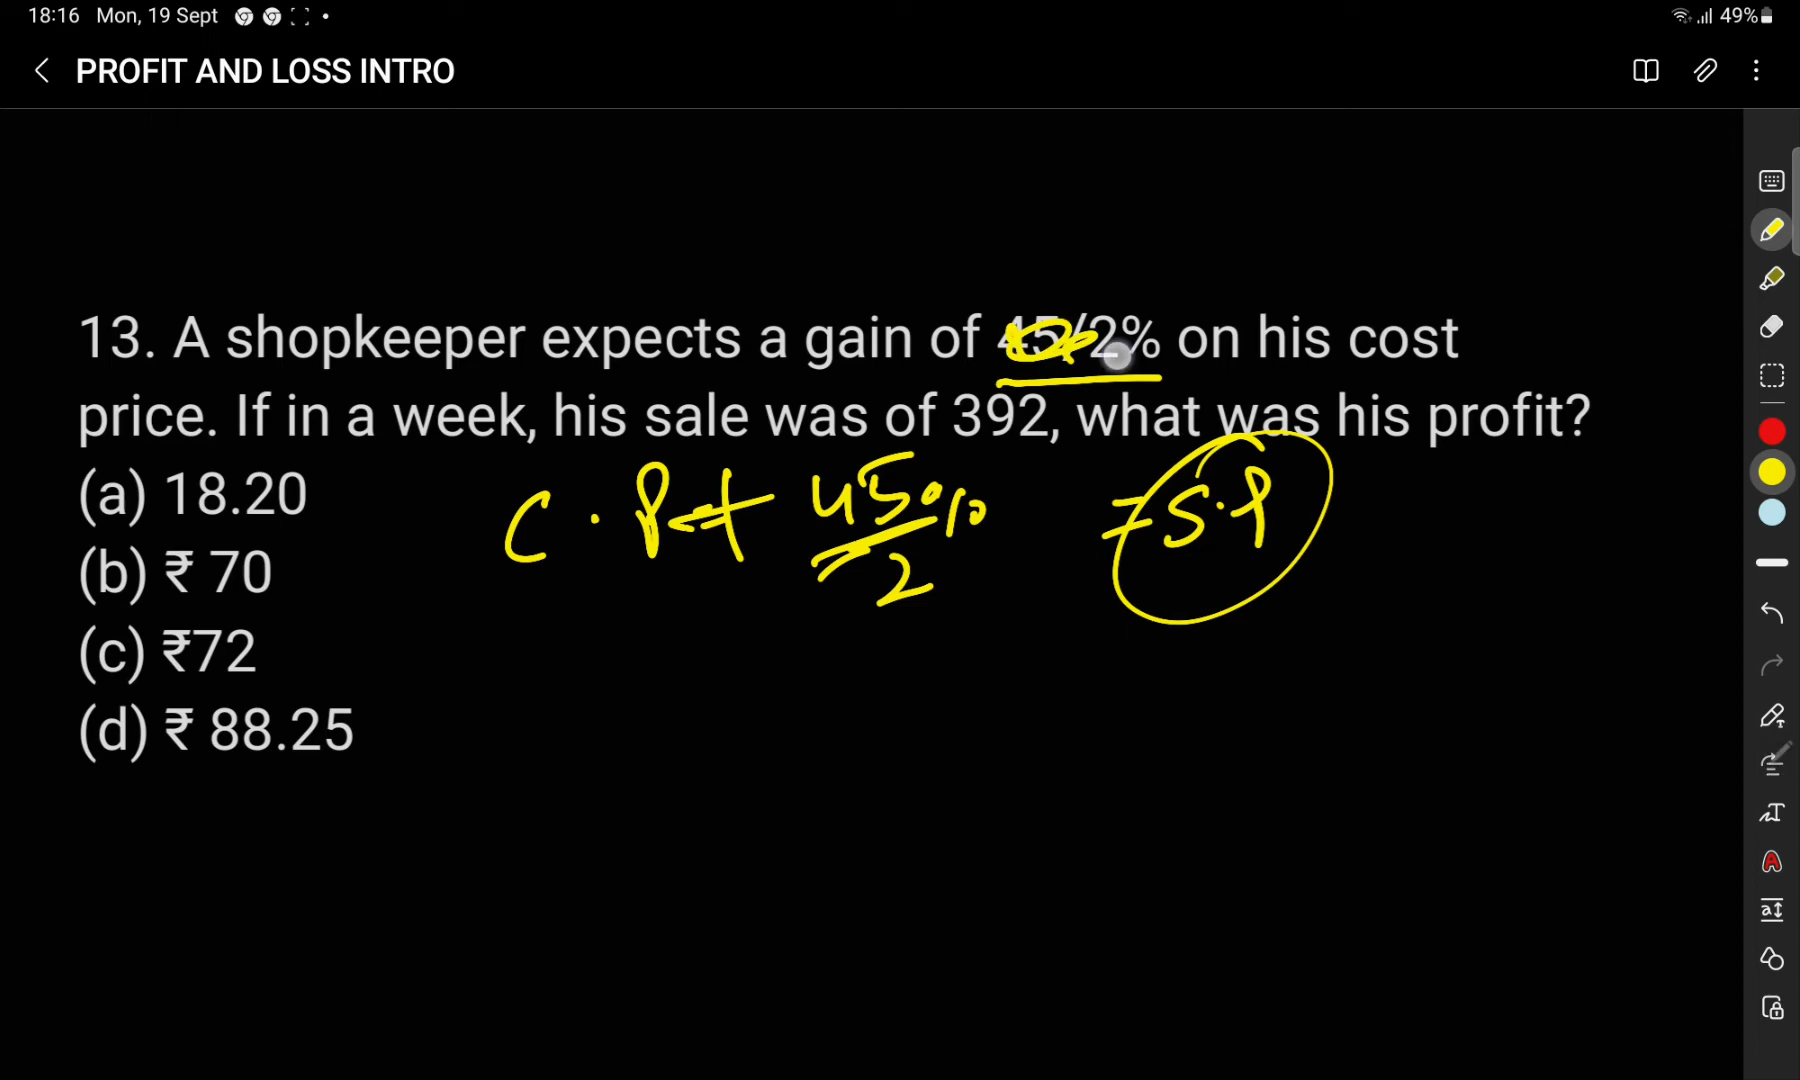 18:16 Mon, 19 Sept
49%
PROFIT AND LOSS INTRO
13. A shopkeeper expects a gain of 45/2% on his cost
price. If in a week, his sale was of 392, what was his profit?
(a) 18.20
(b) ₹ 70
(c) ₹72
(d) ₹ 88.25
C.P + 45%/2 = S.P